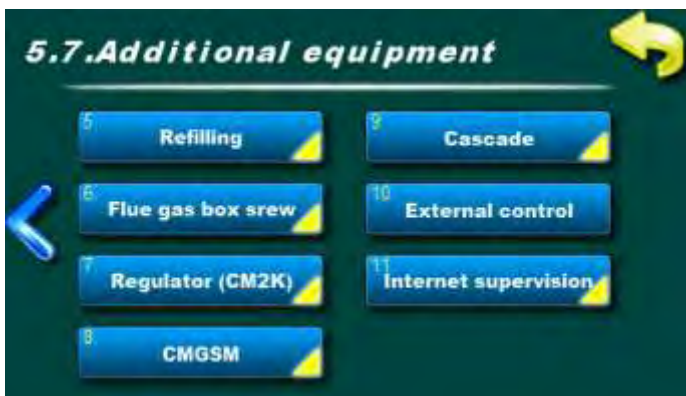 5.7.Additional equipment
5
Refilling
6
Flue gas box srew
7
Regulator (CM2K)
8
CMGSM
9
Cascade
10
External control
11
Internet supervision